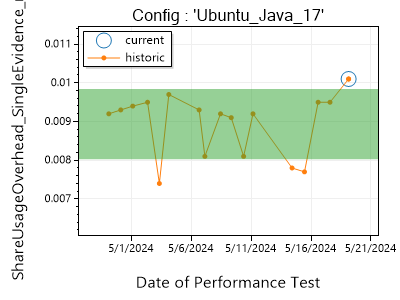 Config : 'Ubuntu_Java_17'
ShareUsageOverhead_SingleEvidence_
current
historic
0.011
0.01
0.009
0.008
0.007
5/1/2024
5/6/2024
5/11/2024
5/16/2024
5/21/2024
Date of Performance Test